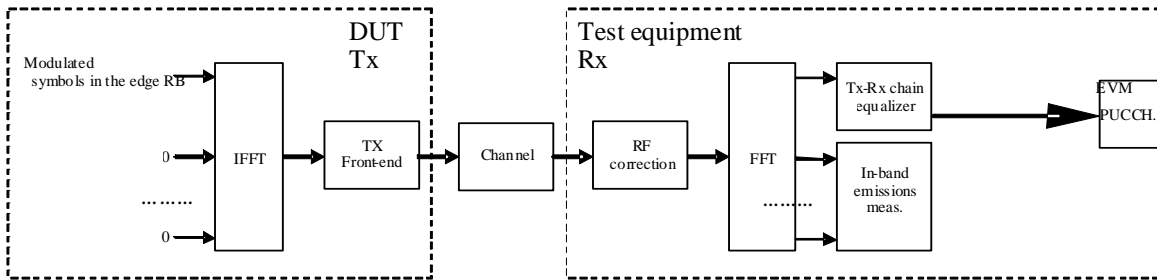 DUT
Tx
Test equipment
Rx
Modulated
symbols in the edge RB
0
………
0
IFFT
TX
Front-end
Channel
RF
correction
FFT
………
Tx-Rx chain
equalizer
In-band
emissions
meas.
EVM
PUCCH.